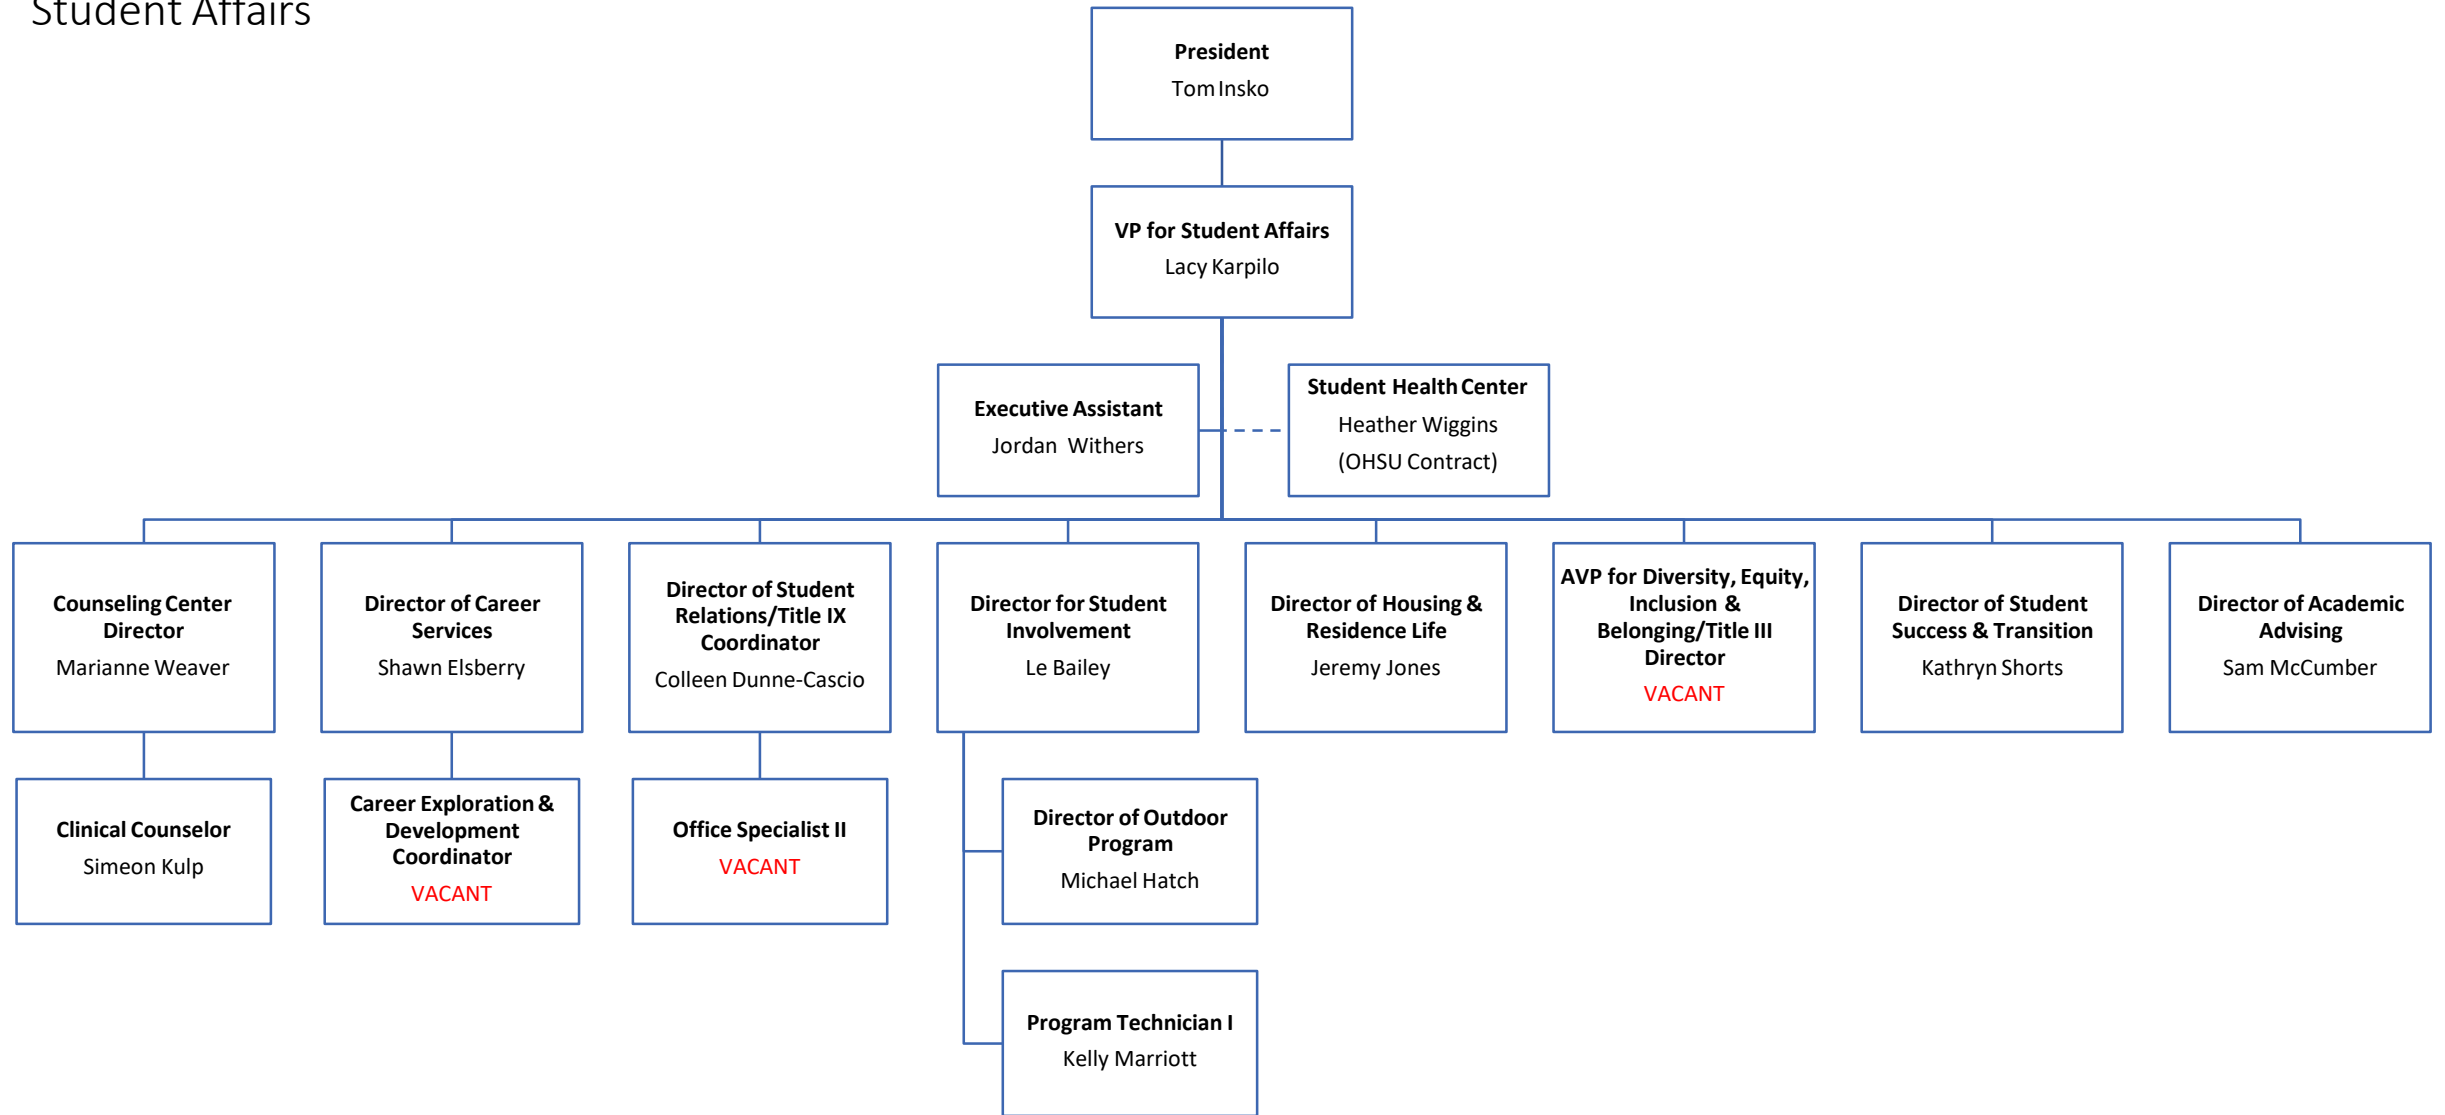 Student Affairs
President
Tom Insko
VP for Student Affairs
Lacy Karpilo
Executive Assistant
Jordan Withers
Student Health Center
Heather Wiggins
(OHSU Contract)
Counseling Center
Director
Marianne Weaver
Director of Career
Services
Shawn Elsberry
Director of Student
Relations/Title IX
Coordinator
Colleen Dunne-Cascio
Director for Student
Involvement
Le Bailey
Director of Housing &
Residence Life
Jeremy Jones
AVP for Diversity, Equity,
Inclusion &
Belonging/Title III
Director
VACANT
Director of Student
Success & Transition
Kathryn Shorts
Director of Academic
Advising
Sam McCumber
Clinical Counselor
Simeon Kulp
Career Exploration &
Development
Coordinator
VACANT
Office Specialist II
VACANT
Director of Outdoor
Program
Michael Hatch
Program Technician I
Kelly Marriott